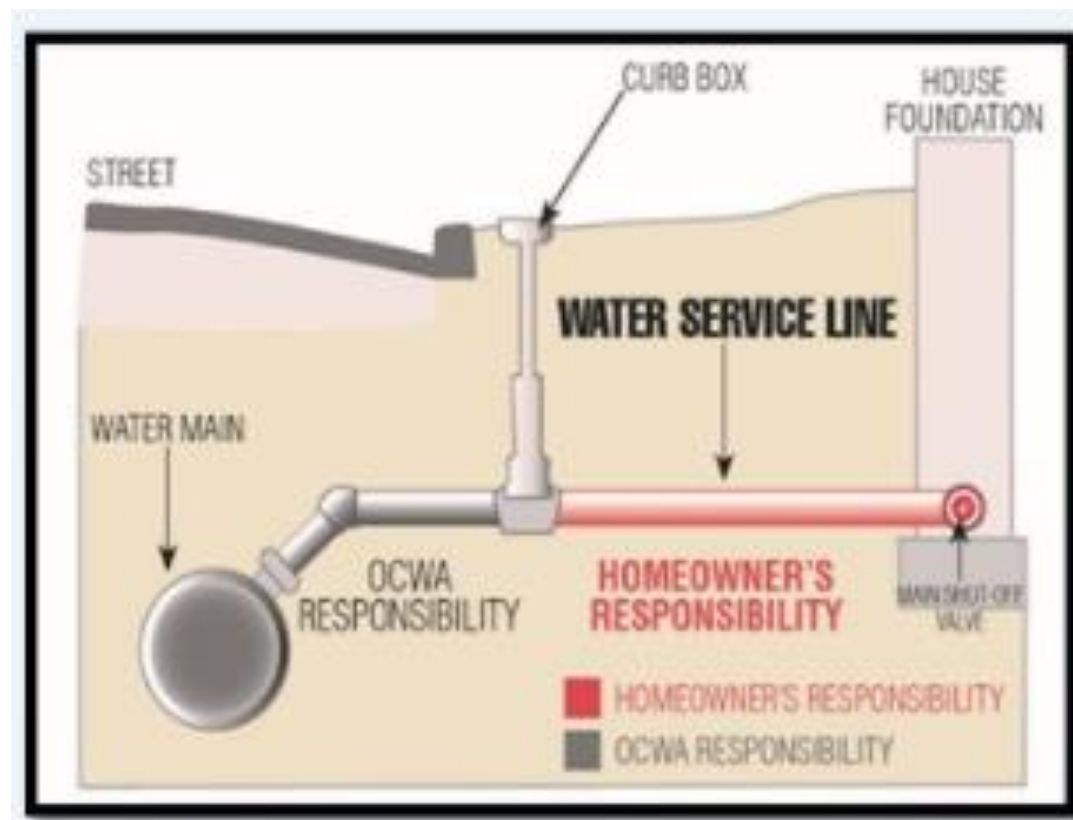 CURB BOX
HOUSE
FOUNDATION
STREET
WATER SERVICE LINE
WATER MAIN
OCWA
RESPONSIBILITY
HOMEOWNER'S
RESPONSIBILITY
MAIN SHUT-OFF
VALVE
HOMEOWNER'S RESPONSIBILITY
OCWA RESPONSIBILITY